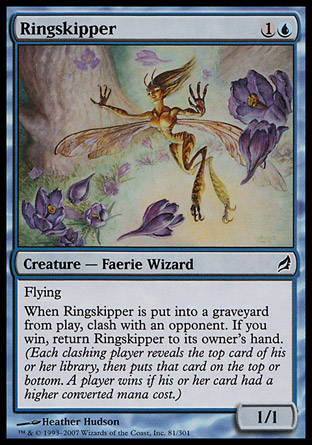 Ringskipper 1
Creature — Faerie Wizard
Flying
When Ringskipper is put into a graveyard
from play, clash with an opponent. If you
win, return Ringskipper to its owner's hand.
(Each clashing player reveals the top card of his
or her library, then puts that card on the top or
bottom. A player wins if his or her card had a
higher converted mana cost.)
Heather Hudson
™ & © 1993–2007 Wizards of the Coast, Inc. 81/301
1/1